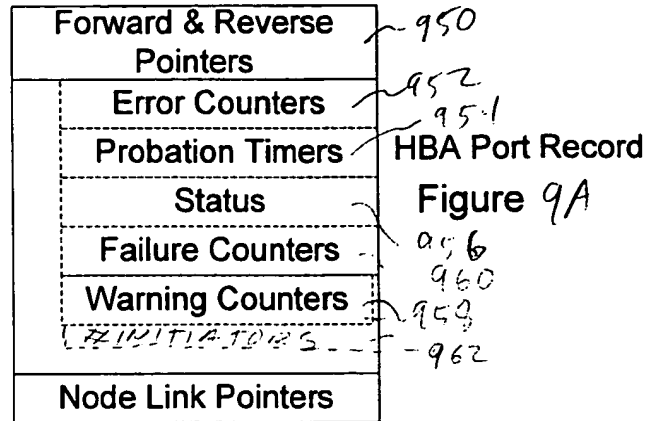 Forward & Reverse
Pointers
950
Error Counters
952
Probation Timers
951
HBA Port Record
Status
Figure 9A
956
Failure Counters
960
Warning Counters
958
#INITIATORS
962
Node Link Pointers